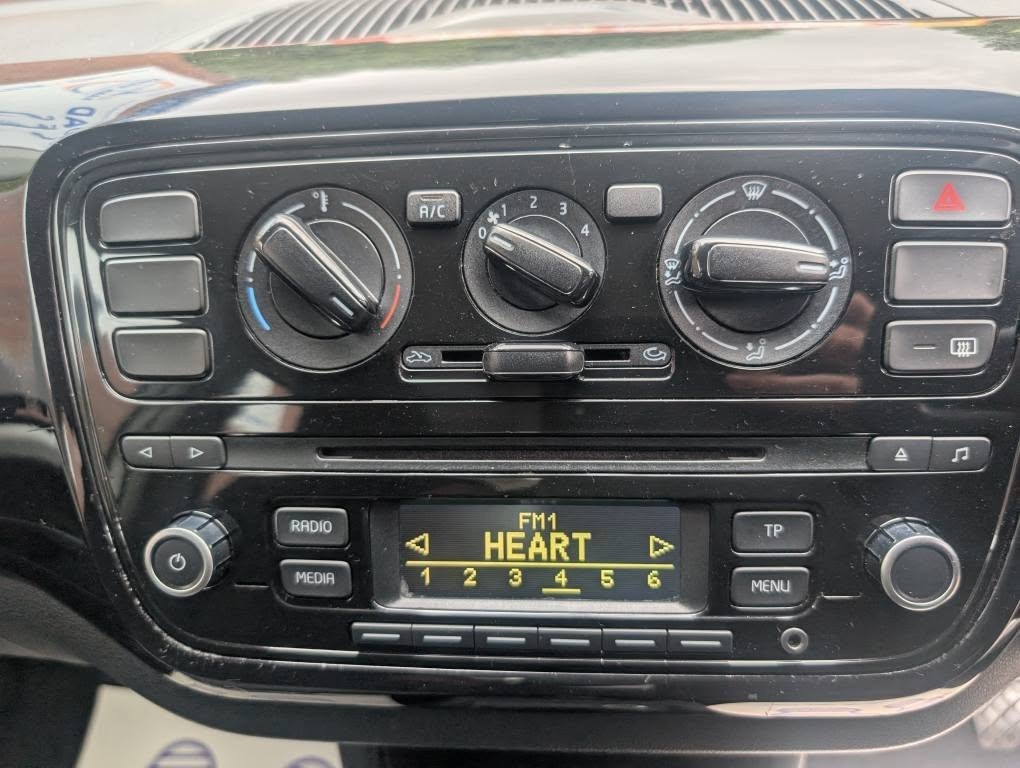 A/C
0 1 2 3 4
RADIO
MEDIA
FM1
HEART
1 2 3 4 5 6
TP
MENU